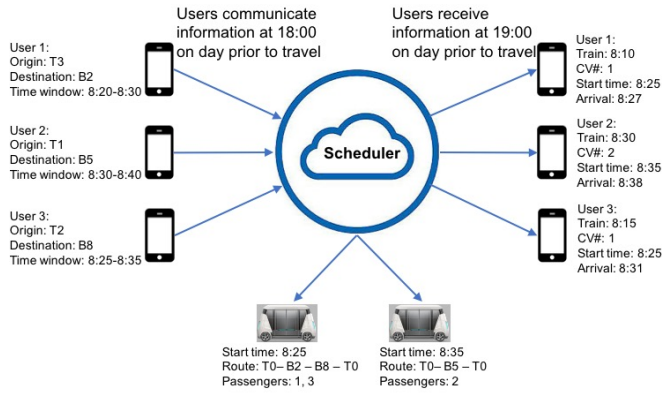 Users communicate
information at 18:00
on day prior to travel
Users receive
information at 19:00
on day prior to travel
User 1:
Origin: T3
Destination: B2
Time window: 8:20-8:30
User 2:
Origin: T1
Destination: B5
Time window: 8:30-8:40
User 3:
Origin: T2
Destination: B8
Time window: 8:25-8:35
Scheduler
User 1:
Train: 8:10
CV#: 1
Start time: 8:25
Arrival: 8:27
User 2:
Train: 8:30
CV#: 2
Start time: 8:35
Arrival: 8:38
User 3:
Train: 8:15
CV#: 1
Start time: 8:25
Arrival: 8:31
Start time: 8:25
Route: T0– B2 – B8 – T0
Passengers: 1, 3
Start time: 8:35
Route: T0– B5 – T0
Passengers: 2